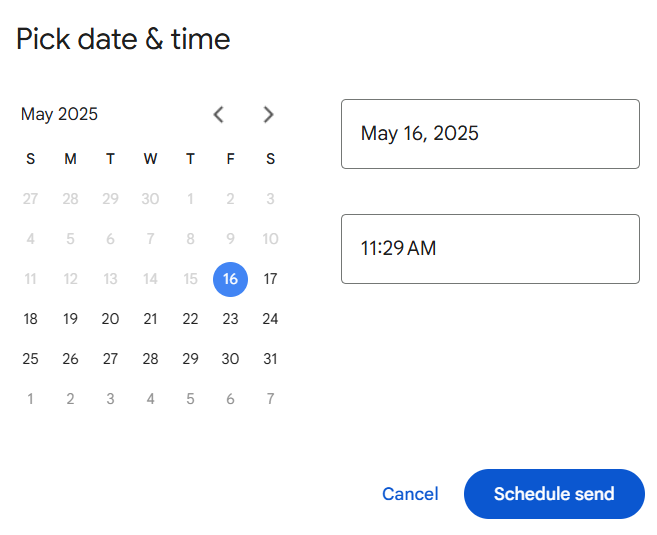 Pick date & time
May 2025
S M T W T F S
27 28 29 30 1 2 3
4 5 6 7 8 9 10
11 12 13 14 15 16 17
18 19 20 21 22 23 24
25 26 27 28 29 30 31
1 2 3 4 5 6 7
May 16, 2025
11:29 AM
Cancel Schedule send